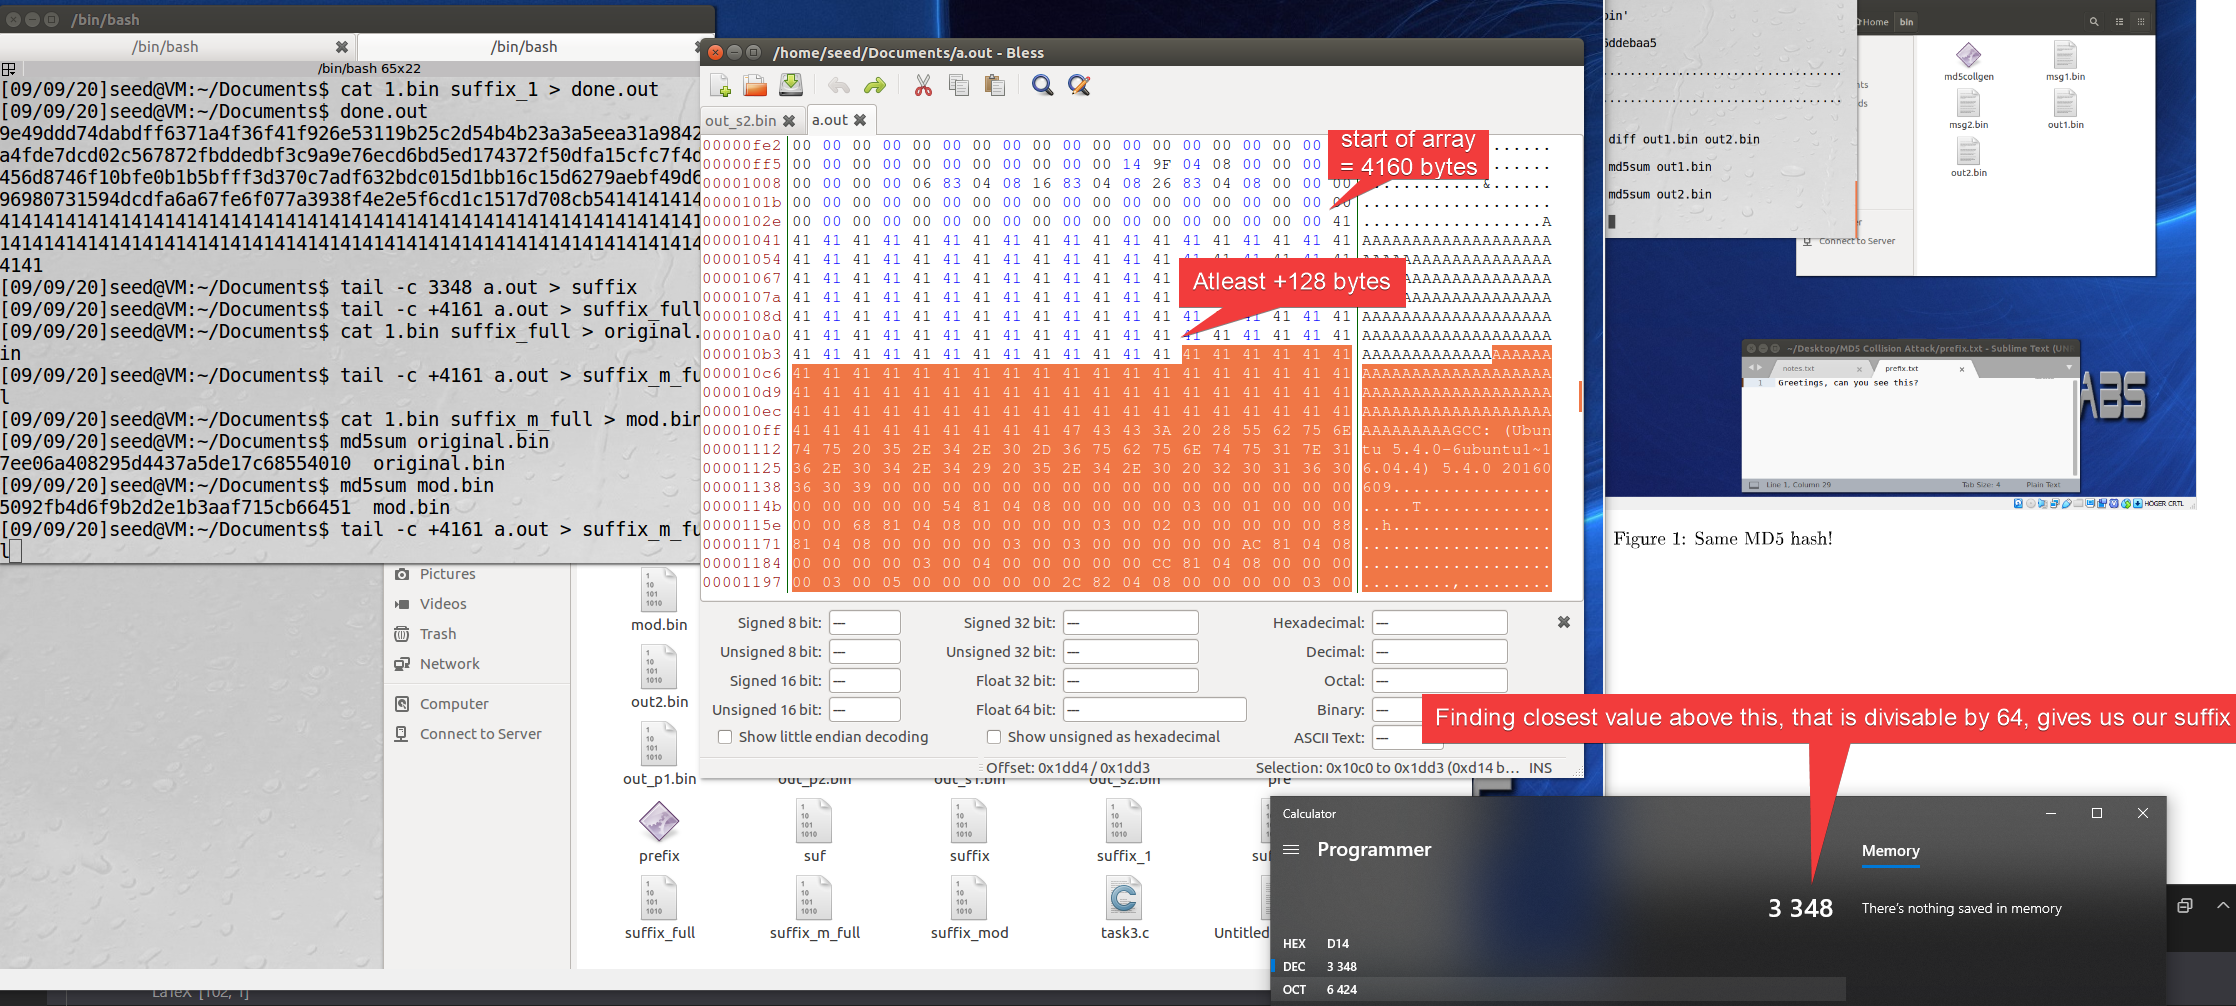 /bin/bash
/bin/bash
/bin/bash
/bin/bash 65x22
[09/09/20]seed@VM:~/Documents$ cat 1.bin suffix_1 > done.out
[09/09/20]seed@VM:~/Documents$ done.out
9e49ddd74dabdff6371a4f36f41f926e53119b25c2d54b4b23a3a5eea31a9842
a4fde7dcd02c567872fbddedbf3c9a9e76ecd6bd5ed174372f50dfa15cfc7f4d
456d8746f10bfe0b1b5bfff3d370c7adf632bdc015d1bb16c15d6279aebf49d6
96980731594dcdfa6a67fe6f077a3938f4e2e5f6cd1c1517d708cb5414141414
4141414141414141414141414141414141414141414141414141414141414141
1414141414141414141414141414141414141414141414141414141414141414
4141
[09/09/20]seed@VM:~/Documents$ tail -c 3348 a.out > suffix
[09/09/20]seed@VM:~/Documents$ tail -c +4161 a.out > suffix_full
[09/09/20]seed@VM:~/Documents$ cat 1.bin suffix_full > original.
in
[09/09/20]seed@VM:~/Documents$ tail -c +4161 a.out > suffix_m_fu
l
[09/09/20]seed@VM:~/Documents$ cat 1.bin suffix_m_full > mod.bin
[09/09/20]seed@VM:~/Documents$ md5sum original.bin
7ee06a408295d4437a5de17c68554010  original.bin
[09/09/20]seed@VM:~/Documents$ md5sum mod.bin
5092fb4d6f9b2d2e1b3aaf715cb66451  mod.bin
[09/09/20]seed@VM:~/Documents$ tail -c +4161 a.out > suffix_m_fu
l
/home/seed/Documents/a.out - Bless
out_s2.bin
a.out
00000fe2 00 00 00 00 00 00 00 00 00 00 00 00 00 00 00 00 00 00 00
00000ff5 00 00 00 00 00 00 00 00 00 00 00 14 9F 04 08 00 00 00
00001008 00 00 00 00 06 83 04 08 16 83 04 08 26 83 04 08 00 00 00 ............&......
0000101b 00 00 00 00 00 00 00 00 00 00 00 00 00 00 00 00 00 00 00
0000102e 00 00 00 00 00 00 00 00 00 00 00 00 00 00 00 00 00 00 41 ..................A
00001041 41 41 41 41 41 41 41 41 41 41 41 41 41 41 41 41 41 41 41 AAAAAAAAAAAAAAAAAAA
00001054 41 41 41 41 41 41 41 41 41 41 41 41 41 AAAAAAAAAAAAAAAAAAA
00001067 41 41 41 41 41 41 41 41 41 41 41 41 41
0000107a 41 41 41 41 41 41 41 41 41 41 41 41 41
0000108d 41 41 41 41 41 41 41 41 41 41 41 41 41 41 41 41 41 AAAAAAAAAAAAAAAAAAA
000010a0 41 41 41 41 41 41 41 41 41 41 41 41 41 41 41 41 41 41 41 AAAAAAAAAAAAAAAAAAA
000010b3 41 41 41 41 41 41 41 41 41 41 41 41 41 41 41 41 41 41 41 AAAAAAAAAAAAAAAAAAA
000010c6 41 41 41 41 41 41 41 41 41 41 41 41 41 41 41 41 41 41 41 AAAAAAAAAAAAAAAAAAA
000010d9 41 41 41 41 41 41 41 41 41 41 41 41 41 41 41 41 41 41 41 AAAAAAAAAAAAAAAAAAA
000010ec 41 41 41 41 41 41 41 41 41 41 41 41 41 41 41 41 41 41 41 AAAAAAAAAAAAAAAAAAA
000010ff 41 41 41 41 41 41 41 41 41 47 43 43 3A 20 28 55 62 75 6E AAAAAAAAAGCC: (Ubun
00001112 74 75 20 35 2E 34 2E 30 2D 36 75 62 75 6E 74 75 31 7E 31 tu 5.4.0-6ubuntu1~1
00001125 36 2E 30 34 2E 34 29 20 35 2E 34 2E 30 20 32 30 31 36 30 6.04.4) 5.4.0 20160
00001138 36 30 39 00 00 00 00 00 00 00 00 00 00 00 00 00 00 00 00 609................
0000114b 00 00 00 00 00 54 81 04 08 00 00 00 00 03 00 01 00 00 00 .....T.............
0000115e 00 00 68 81 04 08 00 00 00 00 03 00 02 00 00 00 00 00 88 ..h................
00001171 81 04 08 00 00 00 00 03 00 03 00 00 00 00 00 AC 81 04 08 ...................
00001184 00 00 00 00 03 00 04 00 00 00 00 00 CC 81 04 08 00 00 00 ...................
00001197 00 03 00 05 00 00 00 00 00 2C 82 04 08 00 00 00 00 03 00 .........,.........
start of array
= 4160 bytes
Atleast +128 bytes
Signed 8 bit: --- Signed 32 bit: --- Hexadecimal: ---
Unsigned 8 bit: --- Unsigned 32 bit: --- Decimal: ---
Signed 16 bit: --- Float 32 bit: --- Octal: ---
Unsigned 16 bit: --- Float 64 bit: --- Binary: ---
Show little endian decoding Show unsigned as hexadecimal ASCII Text: ---
Offset: 0x1dd4 / 0x1dd3 Selection: 0x10c0 to 0x1dd3 (0xd14 b... INS
Pictures
Videos
Trash
Network
Computer
Connect to Server
mod.bin
out2.bin
out_p1.bin
out_p2.bin
out_s1.bin
out_s2.bin
pre
prefix
suf
suffix
suffix_1
suffix_full
suffix_m_full
suffix_mod
task3.c
Untitled
LaTeX [102, 1]
bin'
6ddebaa5
diff out1.bin out2.bin
md5sum out1.bin
md5sum out2.bin
Home bin
md5collgen
msg1.bin
msg2.bin
out1.bin
out2.bin
Connect to Server
~/Desktop/MD5 Collision Attack/prefix.txt - Sublime Text (UN
notes.txt
prefix.txt
1 Greetings, can you see this?
Line 1, Column 29 Tab Size: 4 Plain Text
ABS
HÖGER CRTL
Figure 1: Same MD5 hash!
Finding closest value above this, that is divisable by 64, gives us our suffix
Calculator
Programmer
Memory
3 348
There's nothing saved in memory
HEX D14
DEC 3 348
OCT 6 424